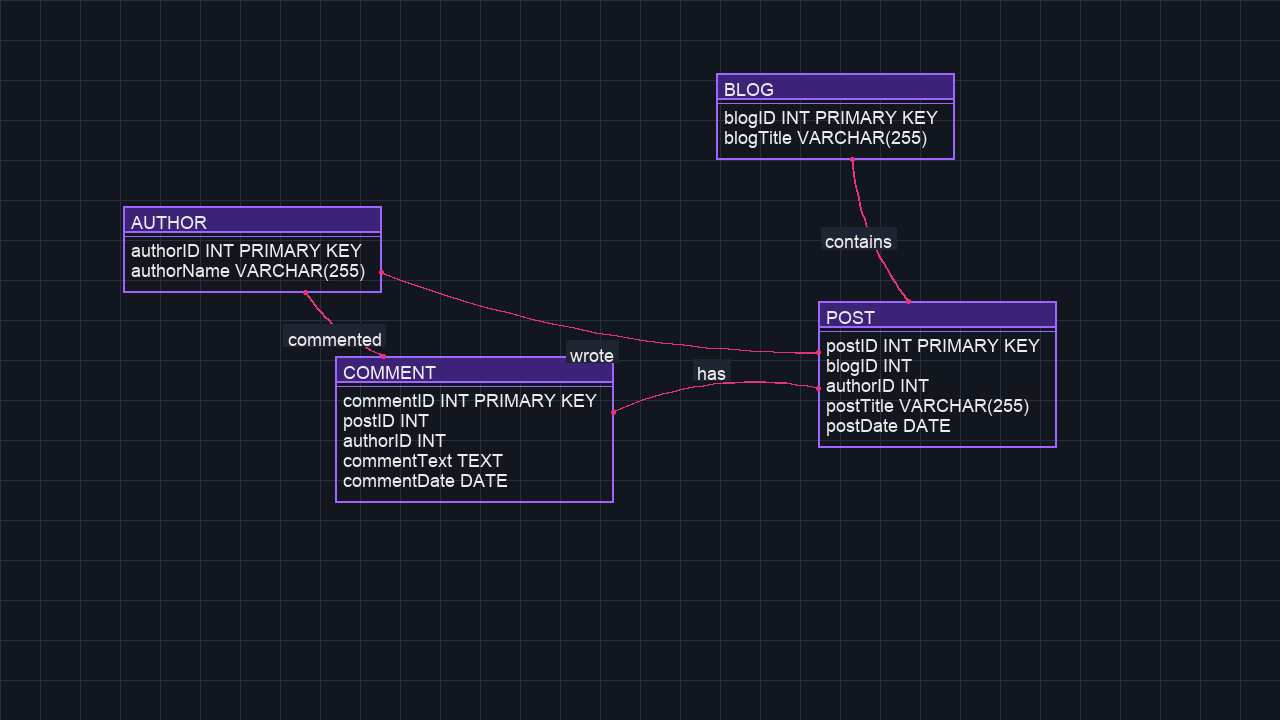 BLOG
blogID INT PRIMARY KEY
blogTitle VARCHAR(255)
AUTHOR
authorID INT PRIMARY KEY
authorName VARCHAR(255)
contains
commented
wrote
has
COMMENT
commentID INT PRIMARY KEY
postID INT
authorID INT
commentText TEXT
commentDate DATE
POST
postID INT PRIMARY KEY
blogID INT
authorID INT
postTitle VARCHAR(255)
postDate DATE